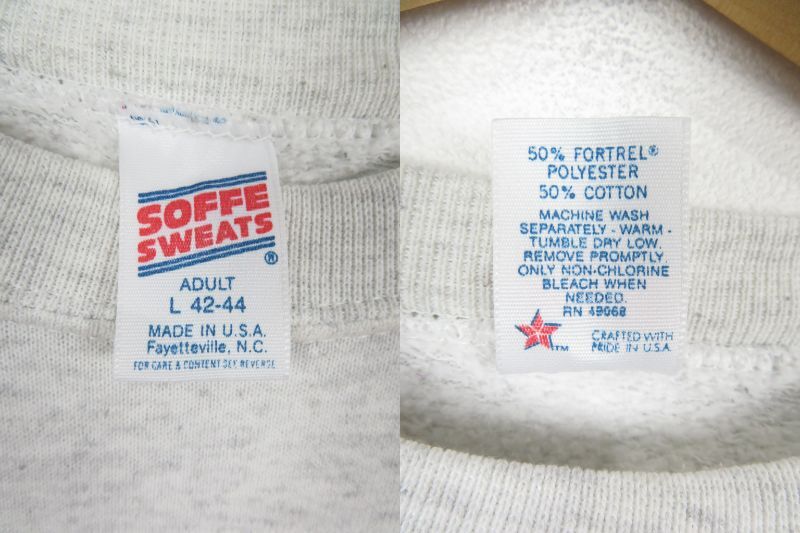 SOFFE
SWEATS
®
ADULT
L 42-44
MADE IN U.S.A.
Fayetteville, N.C.
FOR CARE & CONTENT SEE REVERSE
50% FORTREL®
POLYESTER
50% COTTON
MACHINE WASH
SEPARATELY - WARM -
TUMBLE DRY LOW.
REMOVE PROMPTLY.
ONLY NON-CHLORINE
BLEACH WHEN
NEEDED.
RN 49068
TM
CRAFTED WITH
PRIDE IN U.S.A.